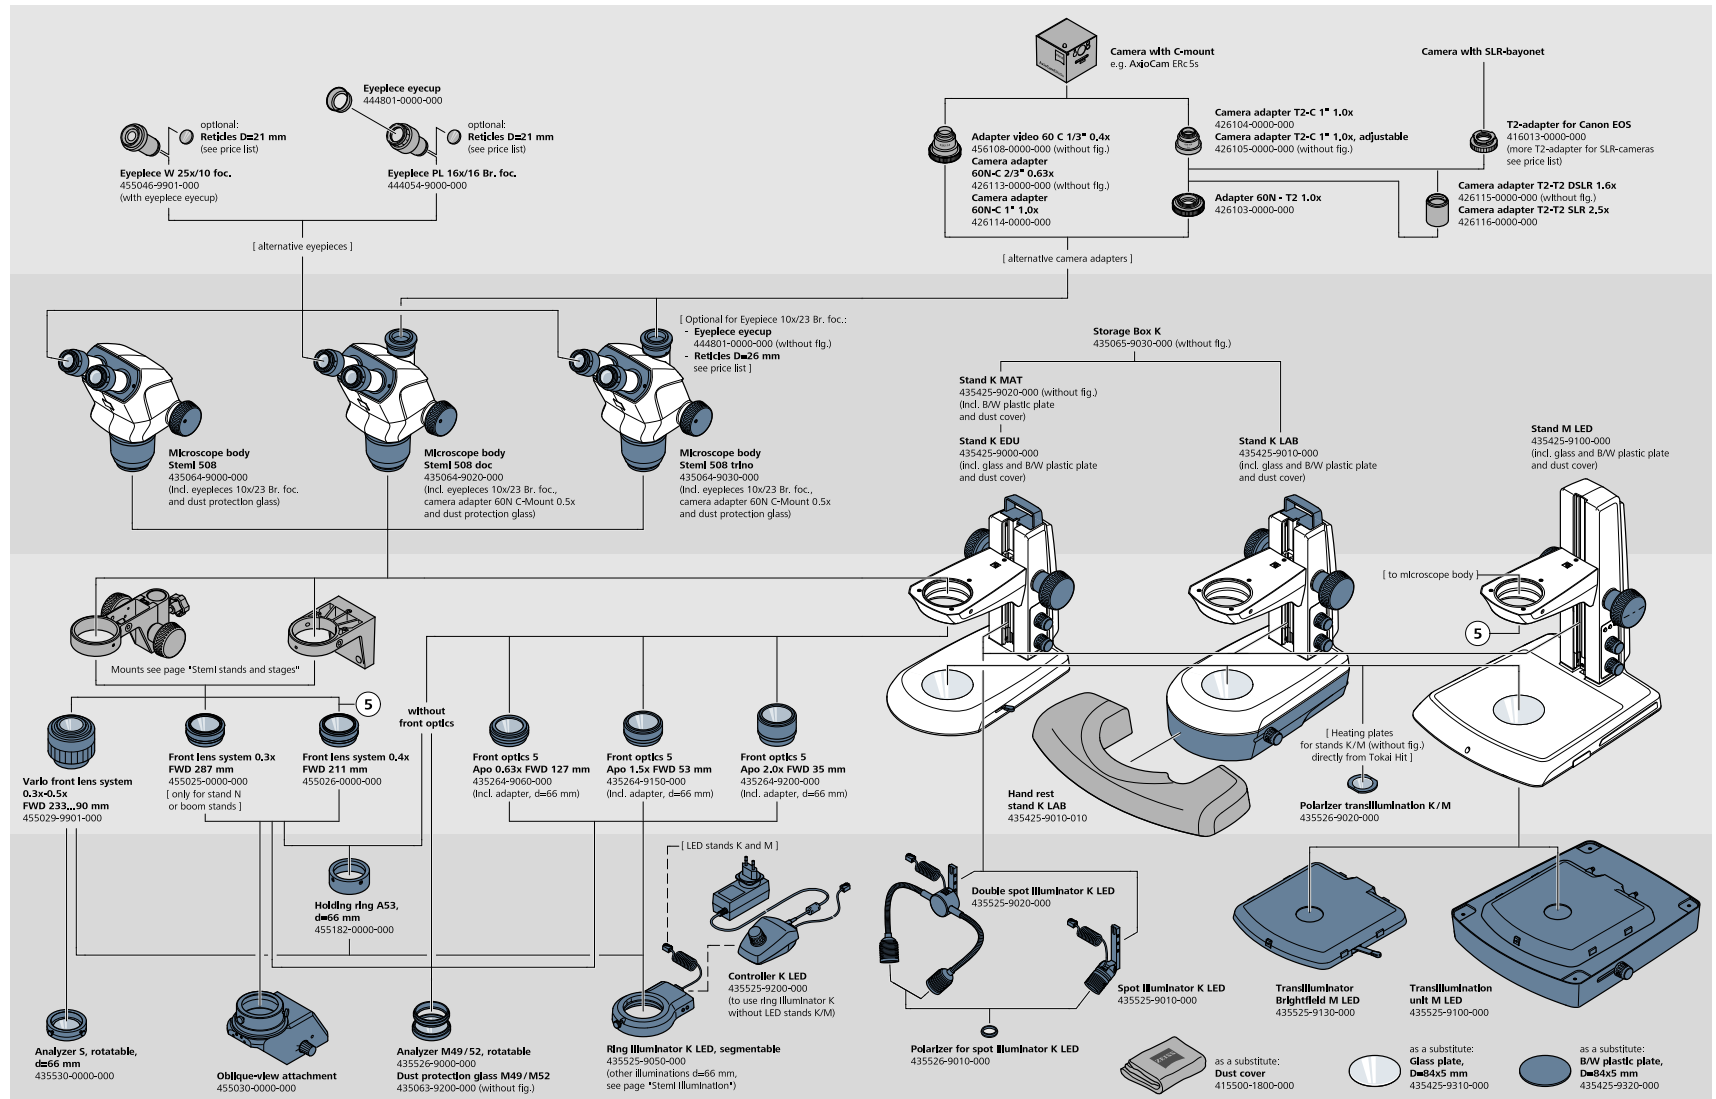 Camera with C-mount
e.g. AxioCam ERc 5s
Camera with SLR-bayonet
Eyepiece eyecup
444801-0000-000
optional:
Reticles D=21 mm
(see price list)
optional:
Reticles D=21 mm
(see price list)
Eyepiece W 25x/10 foc.
455046-9901-000
(with eyepiece eyecup)
Eyepiece PL 16x/16 Br. foc.
444054-9000-000
Adapter video 60 C 1/3" 0.4x
456108-0000-000 (without fig.)
Camera adapter
60N-C 2/3" 0.63x
426113-0000-000 (without fig.)
Camera adapter
60N-C 1" 1.0x
426114-0000-000
Camera adapter T2-C 1" 1.0x
426104-0000-000
Camera adapter T2-C 1" 1.0x, adjustable
426105-0000-000 (without fig.)
Adapter 60N - T2 1.0x
426103-0000-000
T2-adapter for Canon EOS
416013-0000-000
(more T2-adapter for SLR-cameras
see price list)
Camera adapter T2-T2 DSLR 1.6x
426115-0000-000 (without fig.)
Camera adapter T2-T2 SLR 2,5x
426116-0000-000
[ alternative eyepieces ]
[ alternative camera adapters ]
[ Optional for Eyepiece 10x/23 Br. foc.:
- Eyepiece eyecup
444801-0000-000 (without fig.)
- Reticles D=26 mm
see price list ]
Storage Box K
435065-9030-000 (without fig.)
Stand K MAT
435425-9020-000 (without fig.)
(Incl. B/W plastic plate
and dust cover)
Stand K EDU
435425-9000-000
(incl. glass and B/W plastic plate
and dust cover)
Stand K LAB
435425-9010-000
(incl. glass and B/W plastic plate
and dust cover)
Stand M LED
435425-9100-000
(incl. glass and B/W plastic plate
and dust cover)
Microscope body
Stemi 508
435064-9000-000
(Incl. eyepieces 10x/23 Br. foc.
and dust protection glass)
Microscope body
Stemi 508 doc
435064-9020-000
(Incl. eyepieces 10x/23 Br. foc.,
camera adapter 60N C-Mount 0.5x
and dust protection glass)
Microscope body
Stemi 508 trino
435064-9030-000
(Incl. eyepieces 10x/23 Br. foc.,
camera adapter 60N C-Mount 0.5x
and dust protection glass)
[ to microscope body ]
5
Mounts see page "Stemi stands and stages"
5
without
front optics
Vario front lens system
0.3x-0.5x
FWD 233...90 mm
455029-9901-000
Front lens system 0.3x
FWD 287 mm
455025-0000-000
[ only for stand N
or boom stands ]
Front lens system 0.4x
FWD 211 mm
455026-0000-000
Front optics 5
Apo 0.63x FWD 127 mm
435264-9060-000
(Incl. adapter, d=66 mm)
Front optics 5
Apo 1.5x FWD 53 mm
435264-9150-000
(Incl. adapter, d=66 mm)
Front optics 5
Apo 2.0x FWD 35 mm
435264-9200-000
(Incl. adapter, d=66 mm)
Hand rest
stand K LAB
435425-9010-010
[ Heating plates
for stands K/M (without fig.)
directly from Tokai Hit ]
Polarizer transillumination K/M
435526-9020-000
Holding ring A53,
d=66 mm
455182-0000-000
[ LED stands K and M ]
Controller K LED
435525-9200-000
(to use ring illuminator K
without LED stands K/M)
Double spot illuminator K LED
435525-9020-000
Spot illuminator K LED
435525-9010-000
Transilluminator
Brightfield M LED
435525-9130-000
Transillumination
unit M LED
435525-9100-000
Analyzer S, rotatable,
d=66 mm
435530-0000-000
Oblique-view attachment
455030-0000-000
Analyzer M49/52, rotatable
435526-9000-000
Dust protection glass M49/M52
435063-9200-000 (without fig.)
Ring illuminator K LED, segmentable
435525-9050-000
(other illuminations d=66 mm,
see page "Stemi illumination")
Polarizer for spot illuminator K LED
435526-9010-000
as a substitute:
Dust cover
415500-1800-000
as a substitute:
Glass plate,
D=84x5 mm
435425-9310-000
as a substitute:
B/W plastic plate,
D=84x5 mm
435425-9320-000